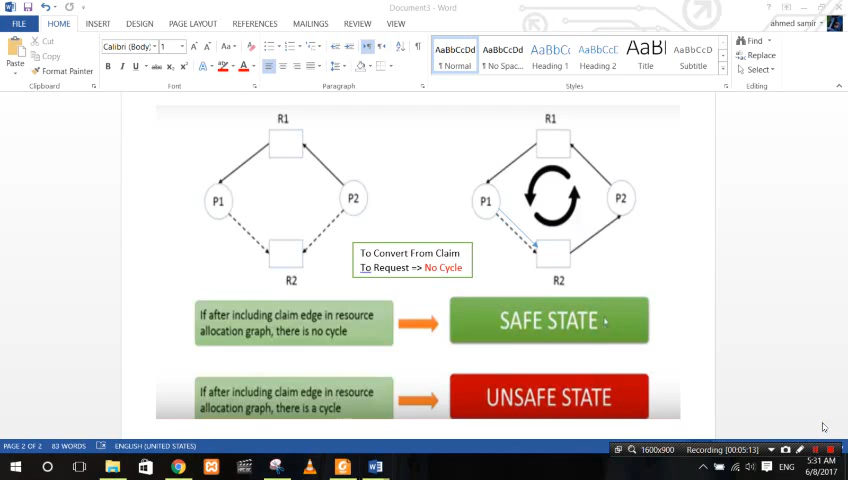 Document3 - Word
FILE HOME INSERT DESIGN PAGE LAYOUT REFERENCES MAILINGS REVIEW VIEW
ahmed samir
Paste
Cut
Copy
Format Painter
Clipboard
Calibri (Body) 1
Font
Paragraph
AaBbCcDd AaBbCcDd AaBbCc AaBbCcC AaBl AaBbCcD
¶ Normal ¶ No Spac... Heading 1 Heading 2 Title Subtitle
Styles
Find
Replace
Select
Editing
R1
P1
P2
R2
R1
P1
P2
R2
To Convert From Claim
To Request => No Cycle
If after including claim edge in resource
allocation graph, there is no cycle
SAFE STATE
If after including claim edge in resource
allocation graph, there is a cycle
UNSAFE STATE
PAGE 2 OF 2 83 WORDS ENGLISH (UNITED STATES)
1600x900 Recording [00:05:13]
ENG
5:31 AM
6/8/2017